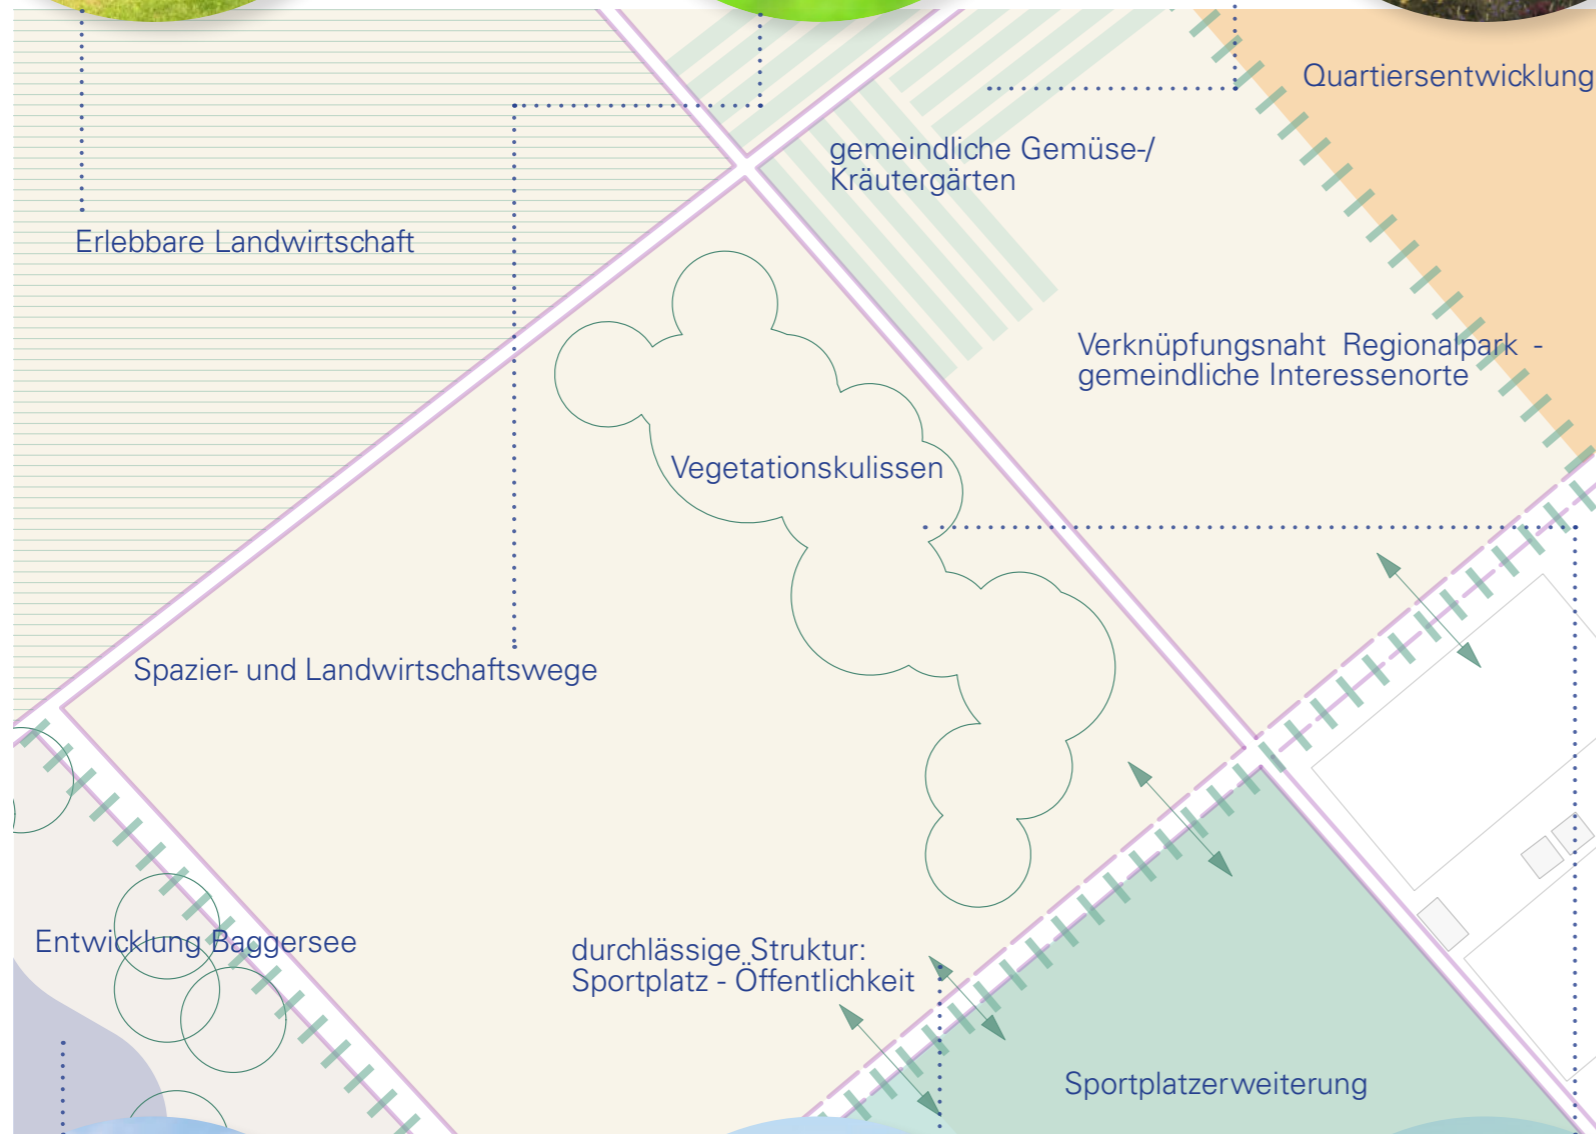 Quartiersentwicklung
gemeindliche Gemüse-/
Kräutergärten
Erlebbare Landwirtschaft
Verknüpfungsnaht Regionalpark -
gemeindliche Interessenorte
Vegetationskulissen
Spazier- und Landwirtschaftswege
Entwicklung Baggersee
durchlässige Struktur:
Sportplatz - Öffentlichkeit
Sportplatzerweiterung